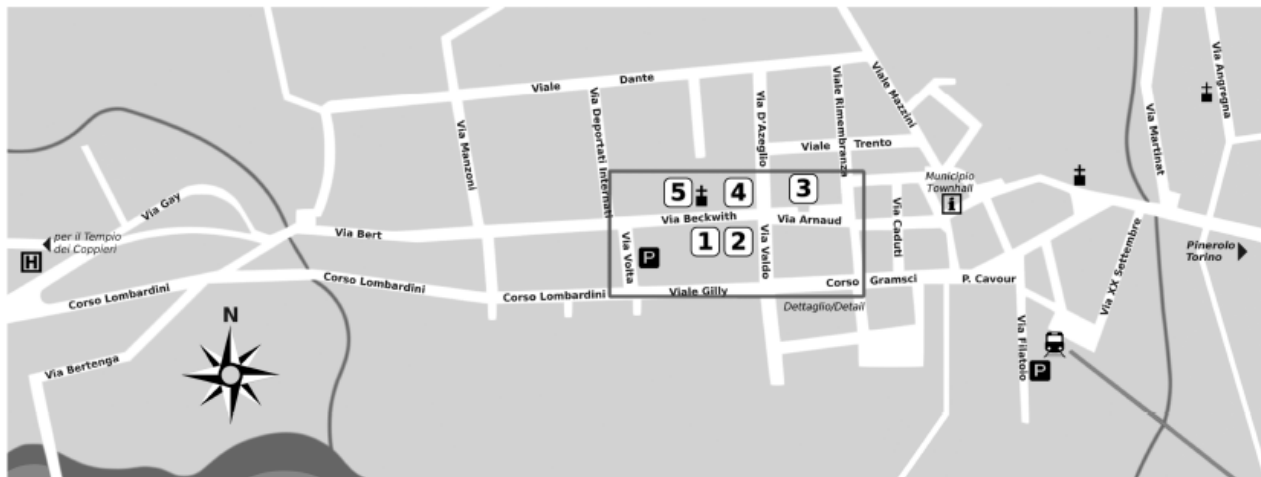 Viale Dante
Via Manzoni
Via Deportati Internati
Via D'Azeglio
Viale Rimembranza
Viale Mazzini
Viale Trento
Via Martinat
Via Angrogna
Municipio
Townhall
i
5
4
3
Via Gay
per il Tempio
dei Coppieri
H
Via Bert
Via Beckwith
Via Arnaud
Via Caduti
1
2
Via Volta
P
Via Valdo
Pinerolo
Torino
Via XX Settembre
Corso Lombardini
Corso Lombardini
Corso Lombardini
Viale Gilly
Corso Gramsci
P. Cavour
Dettaglio/Detail
N
Via Filatoio
P
Via Bertenga